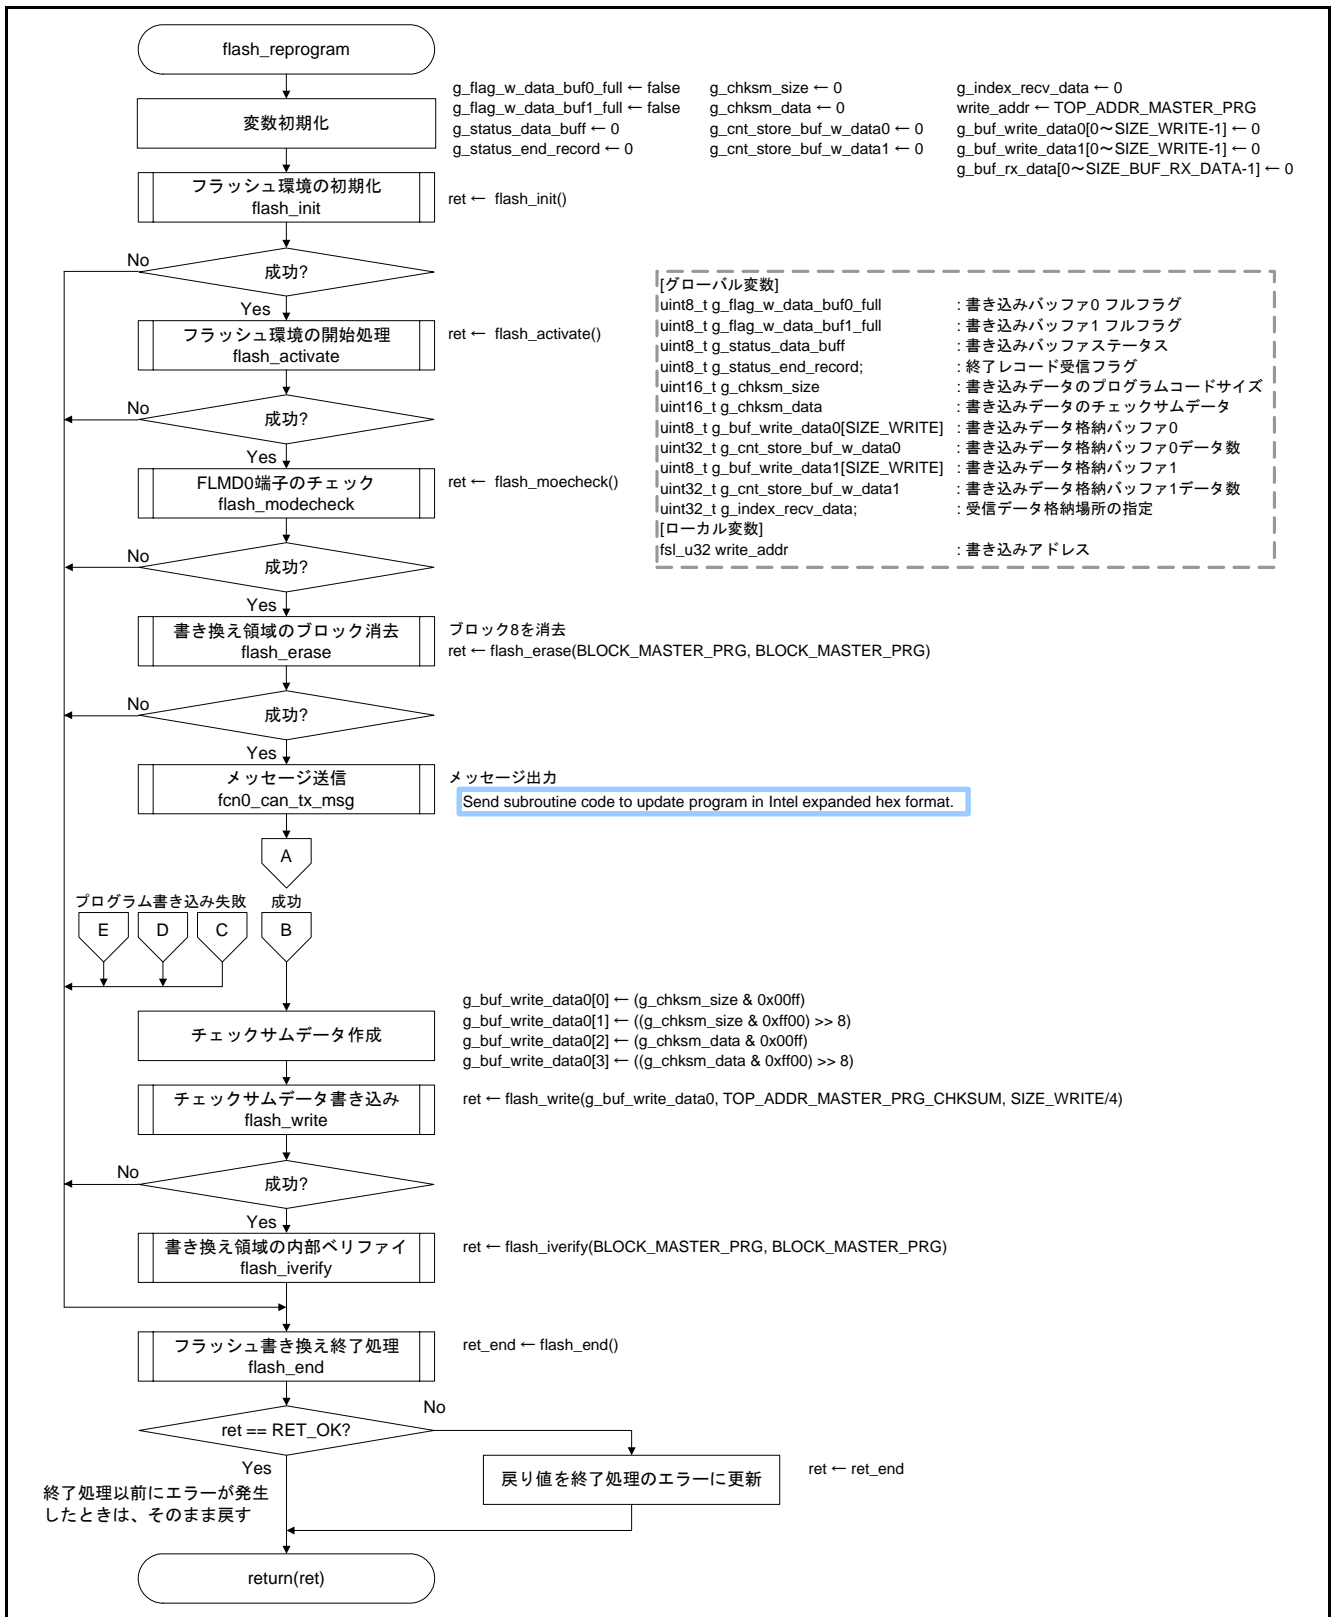 flash_reprogram
変数初期化
g_flag_w_data_buf0_full ← false
g_flag_w_data_buf1_full ← false
g_status_data_buff ← 0
g_status_end_record ← 0
g_chksm_size ← 0
g_chksm_data ← 0
g_cnt_store_buf_w_data0 ← 0
g_cnt_store_buf_w_data1 ← 0
g_index_recv_data ← 0
write_addr ← TOP_ADDR_MASTER_PRG
g_buf_write_data0[0～SIZE_WRITE-1] ← 0
g_buf_write_data1[0～SIZE_WRITE-1] ← 0
g_buf_rx_data[0～SIZE_BUF_RX_DATA-1] ← 0
フラッシュ環境の初期化
flash_init
ret ← flash_init()
No
成功?
Yes
フラッシュ環境の開始処理
flash_activate
ret ← flash_activate()
No
成功?
Yes
FLMD0端子のチェック
flash_modecheck
ret ← flash_moecheck()
No
成功?
Yes
[グローバル変数]
uint8_t g_flag_w_data_buf0_full : 書き込みバッファ0 フルフラグ
uint8_t g_flag_w_data_buf1_full : 書き込みバッファ1 フルフラグ
uint8_t g_status_data_buff : 書き込みバッファステータス
uint8_t g_status_end_record; : 終了レコード受信フラグ
uint16_t g_chksm_size : 書き込みデータのプログラムコードサイズ
uint16_t g_chksm_data : 書き込みデータのチェックサムデータ
uint8_t g_buf_write_data0[SIZE_WRITE] : 書き込みデータ格納バッファ0
uint32_t g_cnt_store_buf_w_data0 : 書き込みデータ格納バッファ0データ数
uint8_t g_buf_write_data1[SIZE_WRITE] : 書き込みデータ格納バッファ1
uint32_t g_cnt_store_buf_w_data1 : 書き込みデータ格納バッファ1データ数
uint32_t g_index_recv_data; : 受信データ格納場所の指定
[ローカル変数]
fsl_u32 write_addr : 書き込みアドレス
書き換え領域のブロック消去
flash_erase
ブロック8を消去
ret ← flash_erase(BLOCK_MASTER_PRG, BLOCK_MASTER_PRG)
No
成功?
Yes
メッセージ送信
fcn0_can_tx_msg
メッセージ出力
Send subroutine code to update program in Intel expanded hex format.
A
プログラム書き込み失敗 成功
E D C B
チェックサムデータ作成
g_buf_write_data0[0] ← (g_chksm_size & 0x00ff)
g_buf_write_data0[1] ← ((g_chksm_size & 0xff00) >> 8)
g_buf_write_data0[2] ← (g_chksm_data & 0x00ff)
g_buf_write_data0[3] ← ((g_chksm_data & 0xff00) >> 8)
チェックサムデータ書き込み
flash_write
ret ← flash_write(g_buf_write_data0, TOP_ADDR_MASTER_PRG_CHKSUM, SIZE_WRITE/4)
No
成功?
Yes
書き換え領域の内部ベリファイ
flash_iverify
ret ← flash_iverify(BLOCK_MASTER_PRG, BLOCK_MASTER_PRG)
フラッシュ書き換え終了処理
flash_end
ret_end ← flash_end()
No
ret == RET_OK?
Yes
戻り値を終了処理のエラーに更新
ret ← ret_end
終了処理以前にエラーが発生
したときは、そのまま戻す
return(ret)